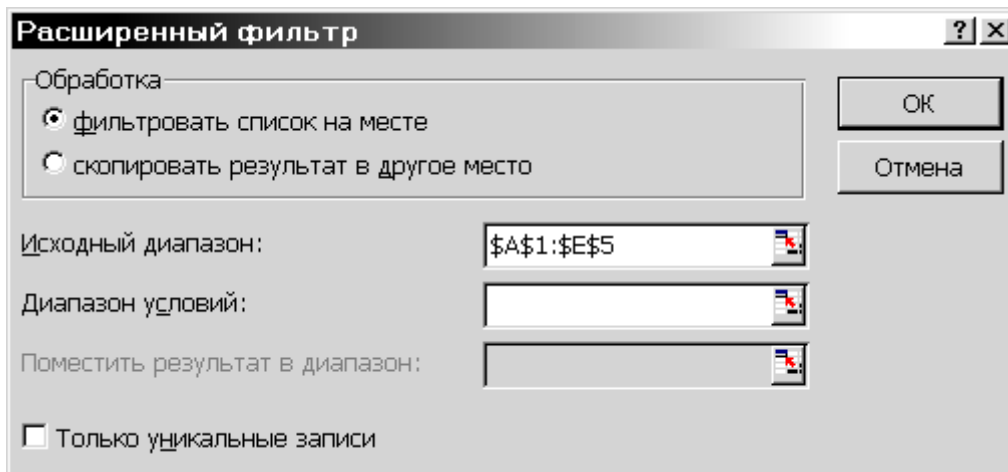 Расширенный фильтр
? ×
Обработка
фильтровать список на месте
скопировать результат в другое место
ОК
Отмена
Исходный диапазон:
$A$1:$E$5
Диапазон условий:
Поместить результат в диапазон:
Только уникальные записи